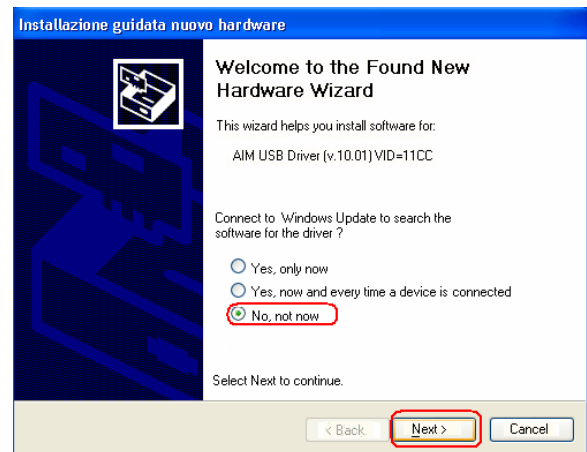 Installazione guidata nuovo hardware
Welcome to the Found New
Hardware Wizard
This wizard helps you install software for:
AIM USB Driver (v.10.01) VID=11CC
Connect to Windows Update to search the
software for the driver ?
Yes, only now
Yes, now and every time a device is connected
No, not now
Select Next to continue.
< Back
Next >
Cancel